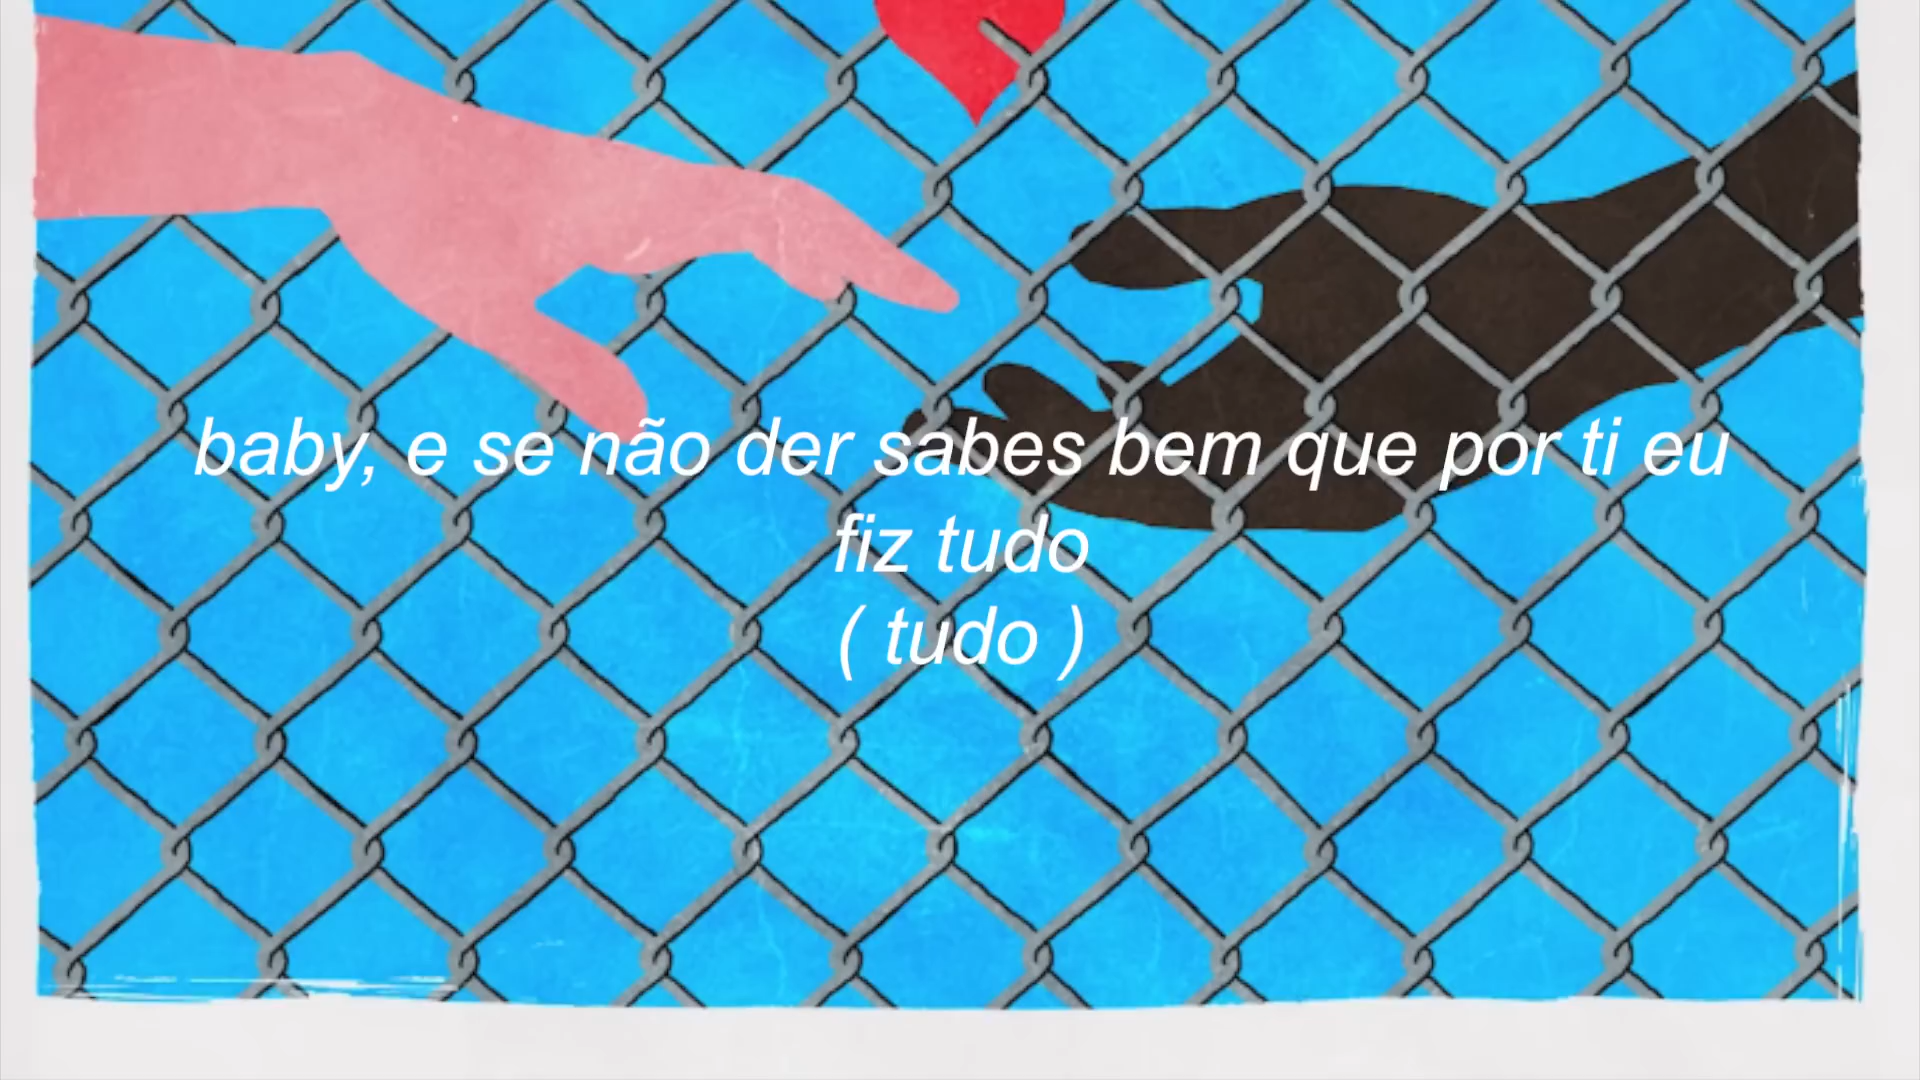 baby, e se não der sabes bem que por ti eu
fiz tudo
( tudo )